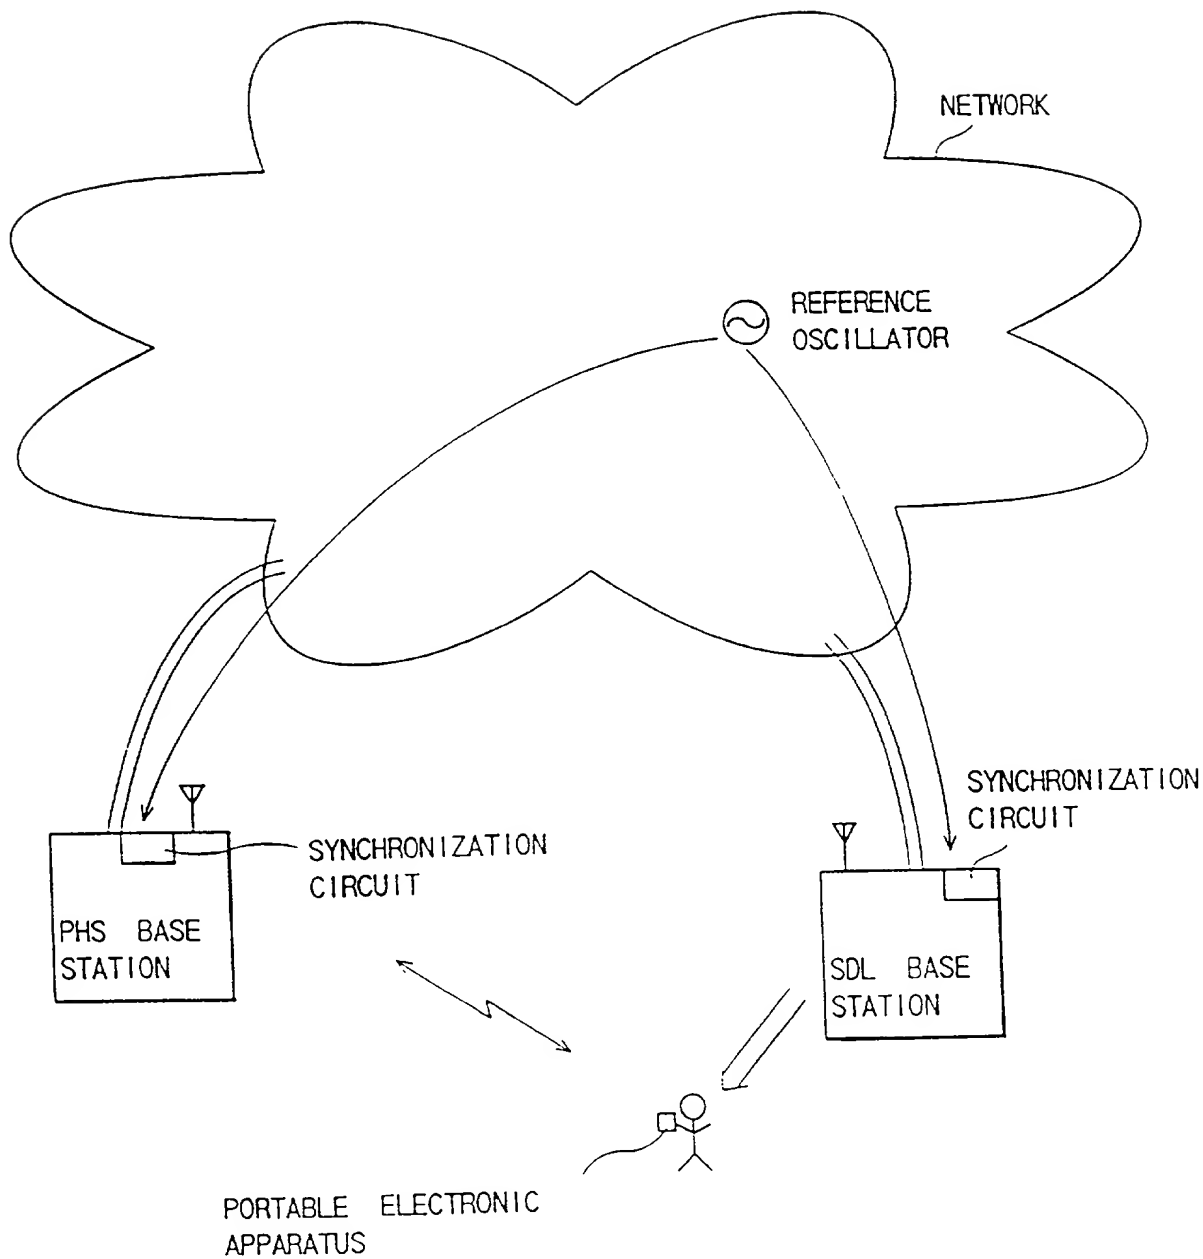 NETWORK
REFERENCE
OSCILLATOR
SYNCHRONIZATION
CIRCUIT
SYNCHRONIZATION
CIRCUIT
PHS BASE
STATION
SDL BASE
STATION
PORTABLE ELECTRONIC
APPARATUS